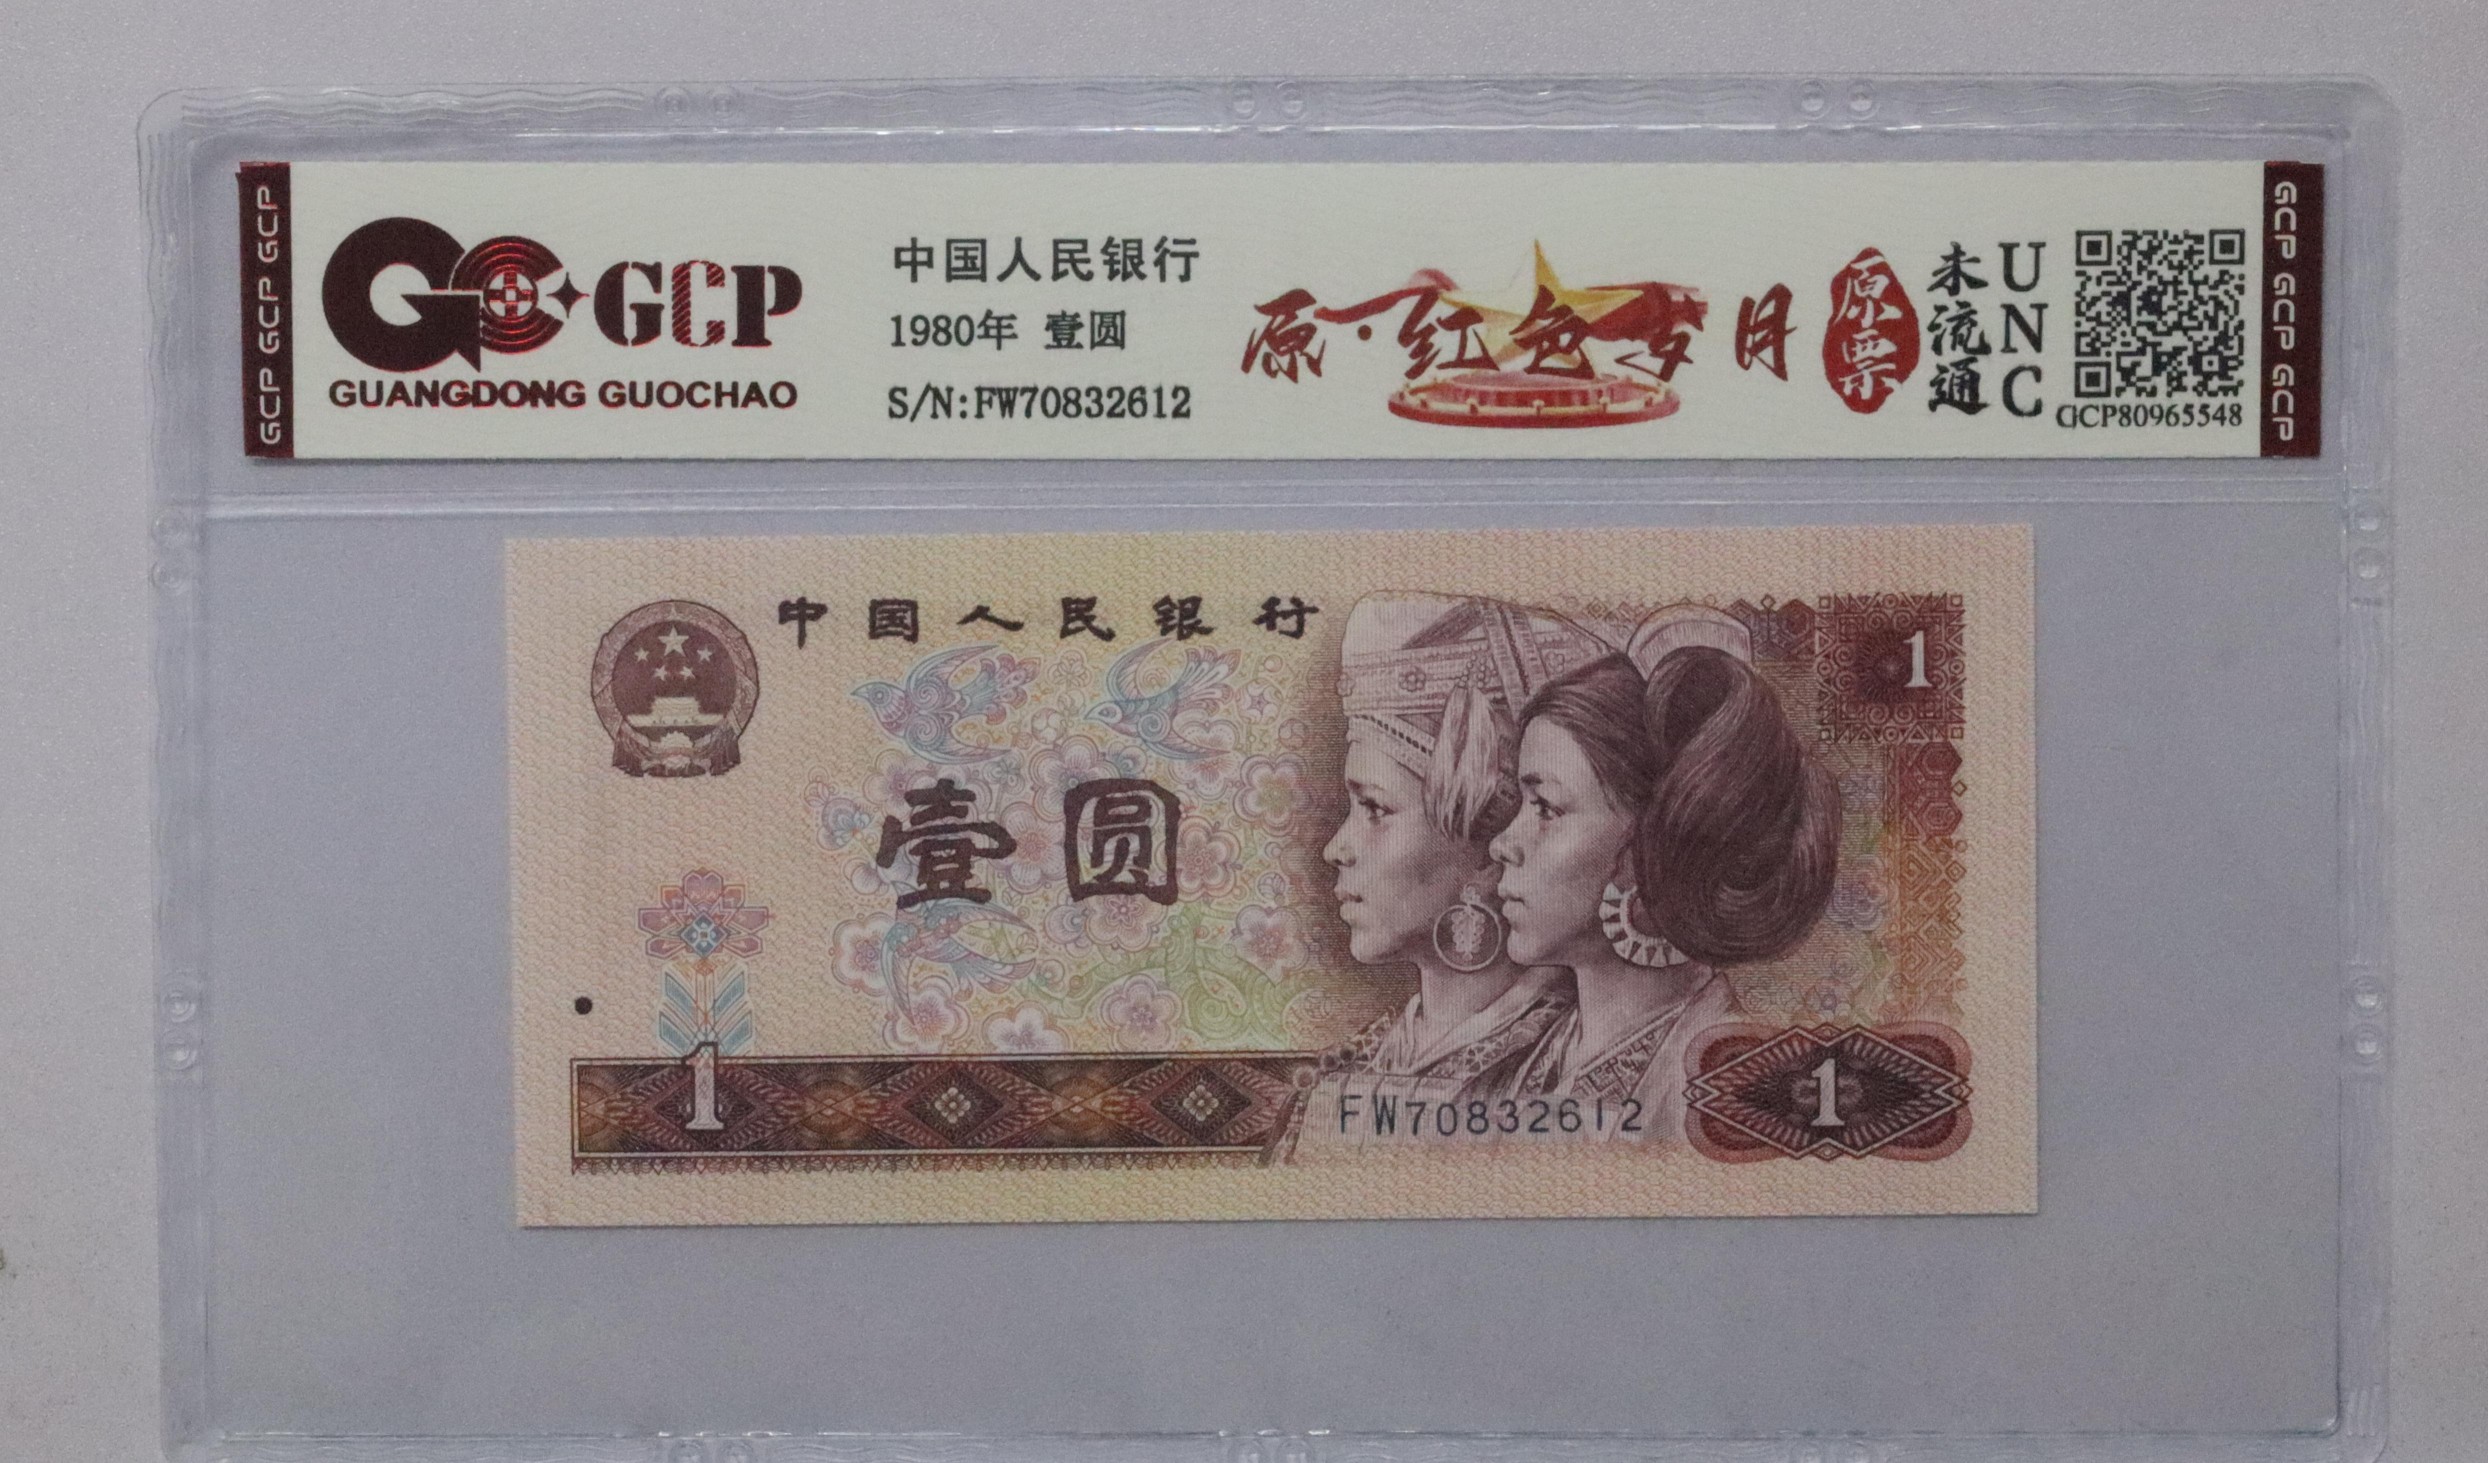 GCP GCP GCP GCP
GCP
GUANGDONG GUOCHAO
中国人民银行
1980年 壹圆
S/N:FW70832612
原·红色岁月
原票
未流通
UNC
GCP80965548
GCP GCP GCP
中国人民银行
1
壹圆
1
FW70832612
1